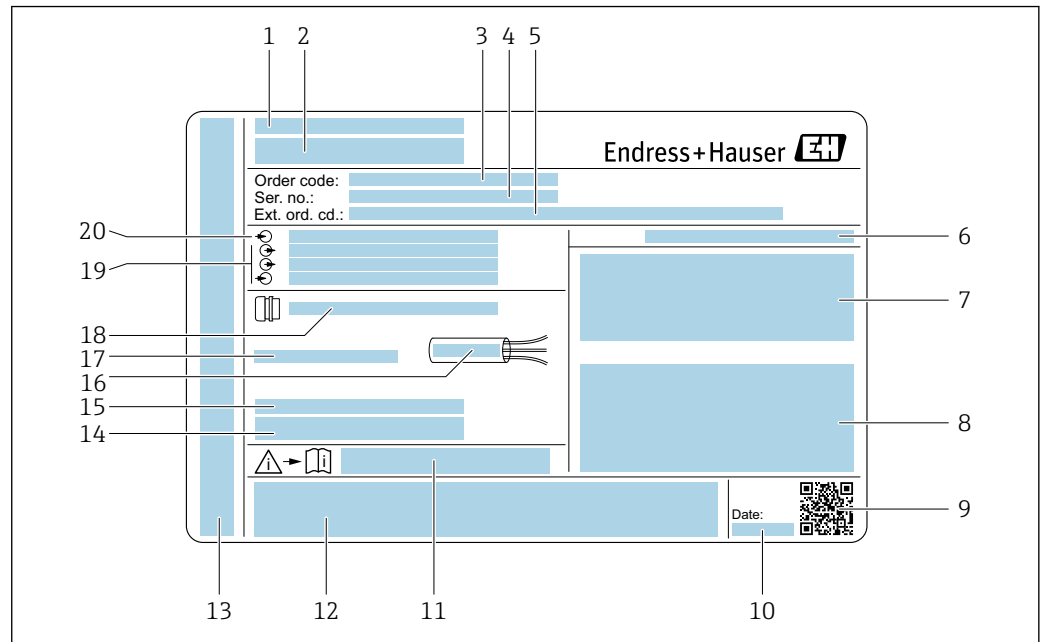 1 2 3 4 5
Endress+Hauser EH
Order code:
Ser. no.:
Ext. ord. cd.:
20
6
19
i
7
18
17
16
15
14
8
i i
Date:
9
13 12 11 10